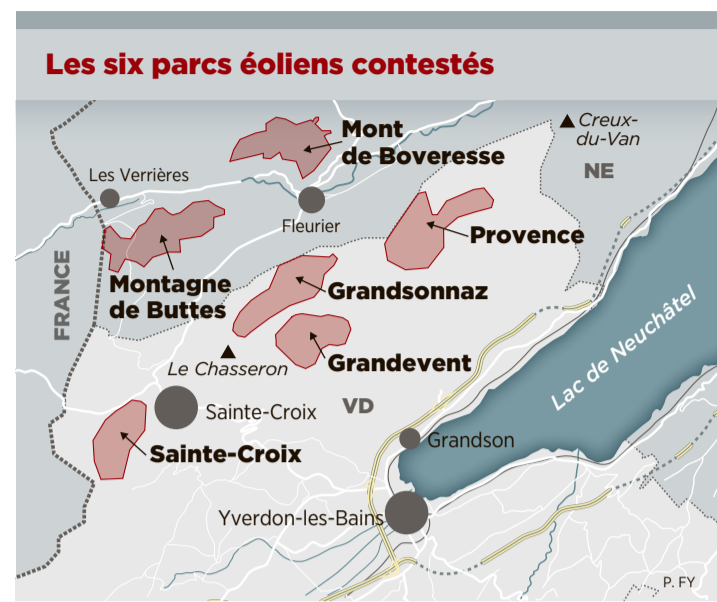 Les six parcs éoliens contestés
Creux-
du-Van
Mont
de Boveresse
NE
Les Verrières
Fleurier
Provence
FRANCE
Montagne
de Buttes
Grandsonnaz
Lac de Neuchâtel
Le Chasseron
Grandevent
Sainte-Croix
VD
Grandson
Sainte-Croix
Yverdon-les-Bains
P. FY